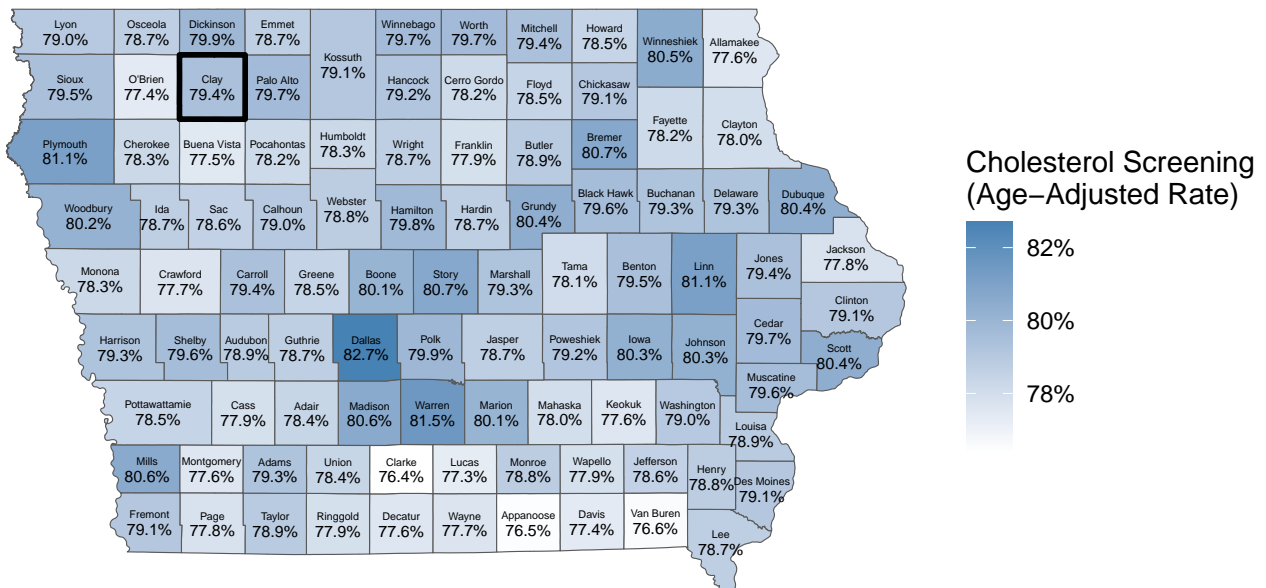 Lyon
79.0%
Osceola
78.7%
Dickinson
79.9%
Emmet
78.7%
Winnebago
79.7%
Worth
79.7%
Mitchell
79.4%
Howard
78.5%
Winneshiek
80.5%
Allamakee
77.6%
Kossuth
79.1%
Sioux
79.5%
O'Brien
77.4%
Clay
79.4%
Palo Alto
79.7%
Hancock
79.2%
Cerro Gordo
78.2%
Floyd
78.5%
Chickasaw
79.1%
Fayette
78.2%
Clayton
78.0%
Plymouth
81.1%
Cherokee
78.3%
Buena Vista
77.5%
Pocahontas
78.2%
Humboldt
78.3%
Wright
78.7%
Franklin
77.9%
Butler
78.9%
Bremer
80.7%
Woodbury
80.2%
Ida
78.7%
Sac
78.6%
Calhoun
79.0%
Webster
78.8%
Hamilton
79.8%
Hardin
78.7%
Grundy
80.4%
Black Hawk
79.6%
Buchanan
79.3%
Delaware
79.3%
Dubuque
80.4%
Monona
78.3%
Crawford
77.7%
Carroll
79.4%
Greene
78.5%
Boone
80.1%
Story
80.7%
Marshall
79.3%
Tama
78.1%
Benton
79.5%
Linn
81.1%
Jones
79.4%
Jackson
77.8%
Clinton
79.1%
Harrison
79.3%
Shelby
79.6%
Audubon
78.9%
Guthrie
78.7%
Dallas
82.7%
Polk
79.9%
Jasper
78.7%
Poweshiek
79.2%
Iowa
80.3%
Johnson
80.3%
Cedar
79.7%
Scott
80.4%
Muscatine
79.6%
Pottawattamie
78.5%
Cass
77.9%
Adair
78.4%
Madison
80.6%
Warren
81.5%
Marion
80.1%
Mahaska
78.0%
Keokuk
77.6%
Washington
79.0%
Louisa
78.9%
Mills
80.6%
Montgomery
77.6%
Adams
79.3%
Union
78.4%
Clarke
76.4%
Lucas
77.3%
Monroe
78.8%
Wapello
77.9%
Jefferson
78.6%
Henry
78.8%
Des Moines
79.1%
Fremont
79.1%
Page
77.8%
Taylor
78.9%
Ringgold
77.9%
Decatur
77.6%
Wayne
77.7%
Appanoose
76.5%
Davis
77.4%
Van Buren
76.6%
Lee
78.7%
Cholesterol Screening
(Age−Adjusted Rate)
82%
80%
78%